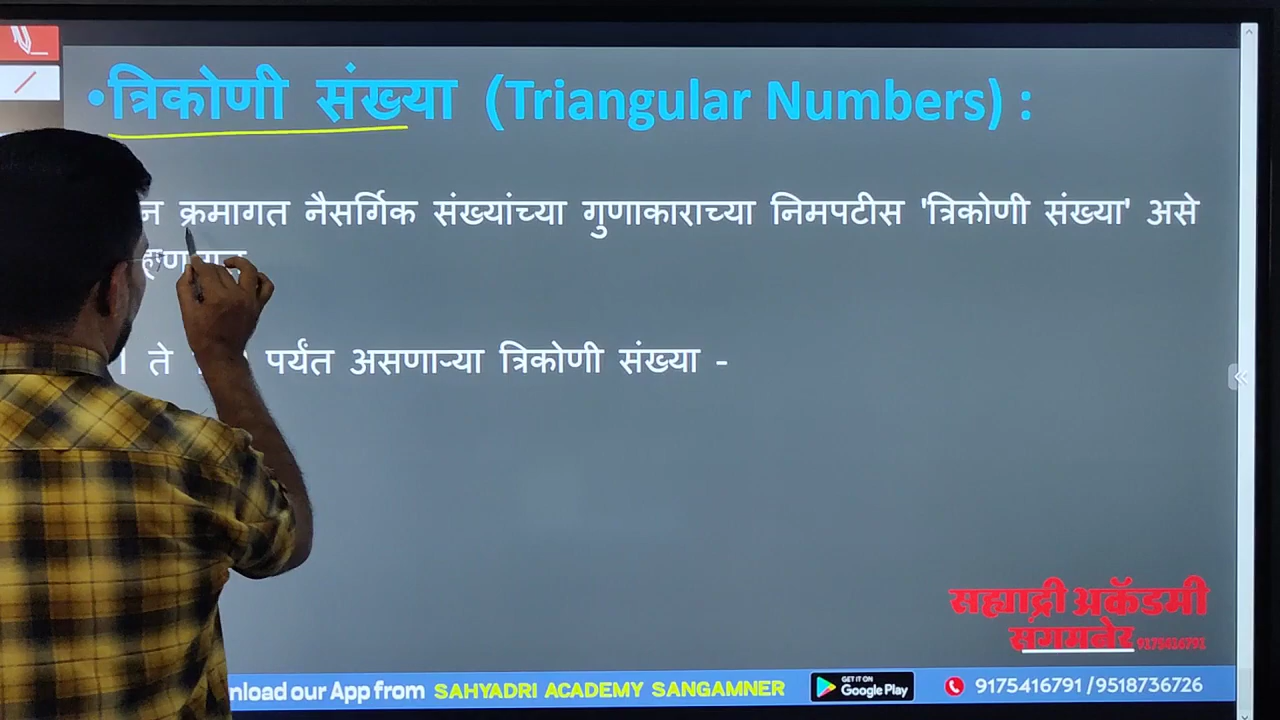 •त्रिकोणी संख्या (Triangular Numbers) :
क्रमागत नैसर्गिक संख्यांच्या गुणाकाराच्या निमपटीस 'त्रिकोणी संख्या' असे
ते पर्यंत असणाऱ्या त्रिकोणी संख्या -
सह्याद्री अकॅडमी
संगमनेर 9175416791
our App from SAHYADRI ACADEMY SANGAMNER GET IT ON Google Play 9175416791 /9518736726